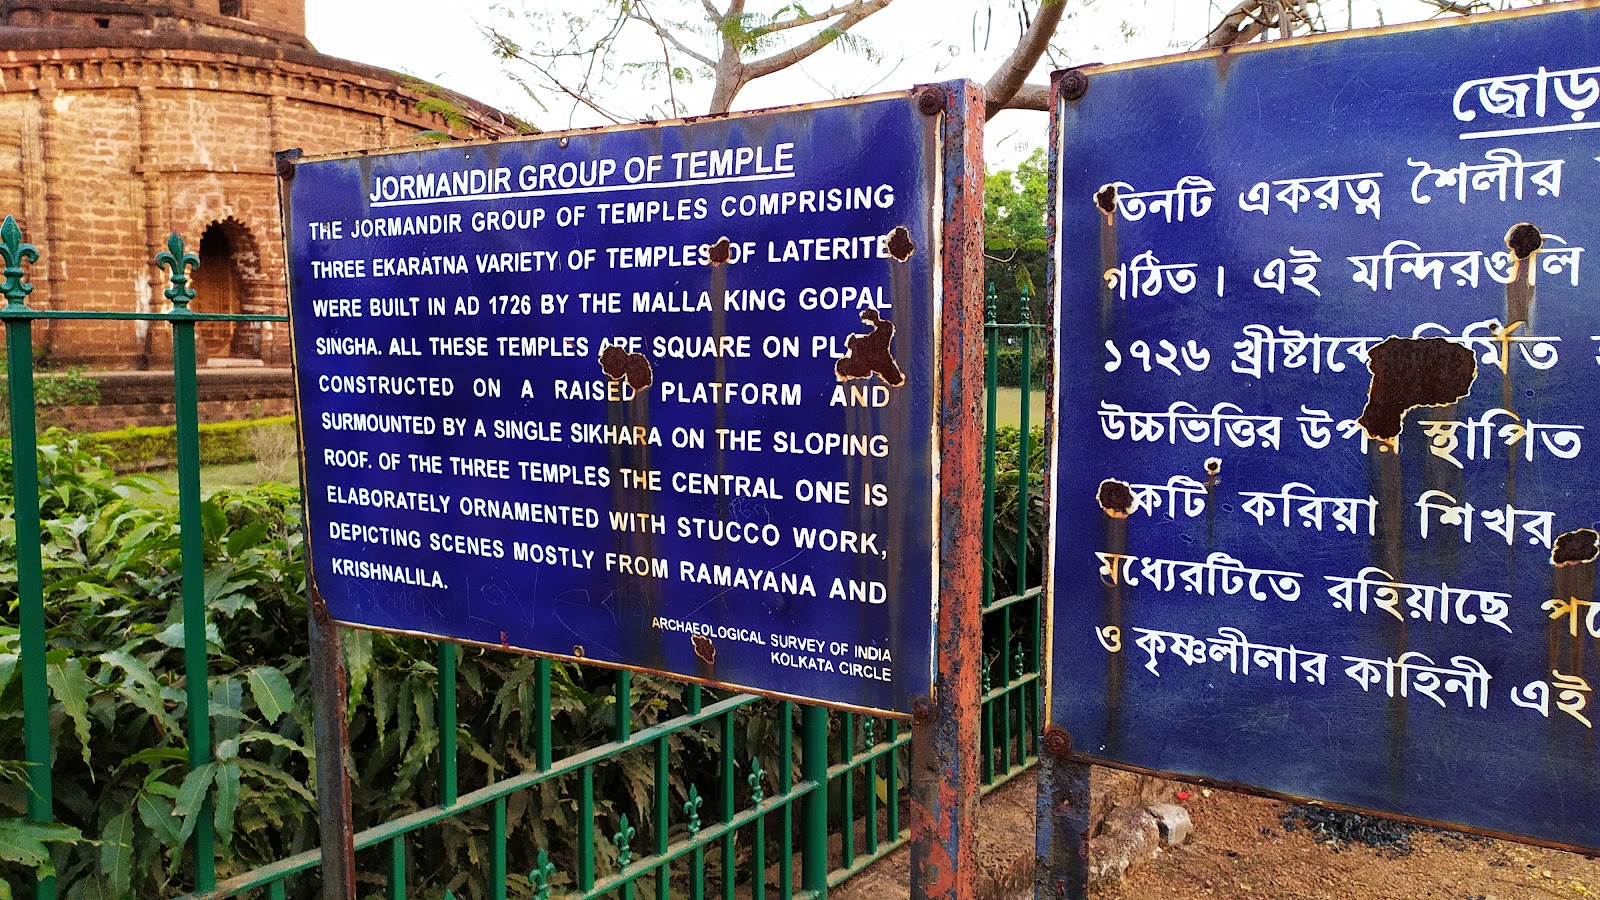 JORMANDIR GROUP OF TEMPLE
THE JORMANDIR GROUP OF TEMPLES COMPRISING
THREE EKARATNA VARIETY OF TEMPLES OF LATERITE
WERE BUILT IN AD 1726 BY THE MALLA KING GOPAL
SINGHA. ALL THESE TEMPLES ARE SQUARE ON
CONSTRUCTED ON A RAISED PLATFORM AND
SURMOUNTED BY A SINGLE SIKHARA ON THE SLOPING
ROOF. OF THE THREE TEMPLES THE CENTRAL ONE IS
ELABORATELY ORNAMENTED WITH STUCCO WORK,
DEPICTING SCENES MOSTLY FROM RAMAYANA AND
KRISHNALILA.
ARCHAEOLOGICAL SURVEY OF INDIA
KOLKATA CIRCLE
জোড়
তিনটি একরত্ন শৈলীর
গঠিত। এই মন্দিরগুলি
১৭২৬ খ্রীষ্টাব্দে নির্মিত
উচ্চভিত্তির উপর স্থাপিত
একটি করিয়া শিখর
মধ্যেরটিতে রহিয়াছে
ও কৃষ্ণলীলার কাহিনী এই